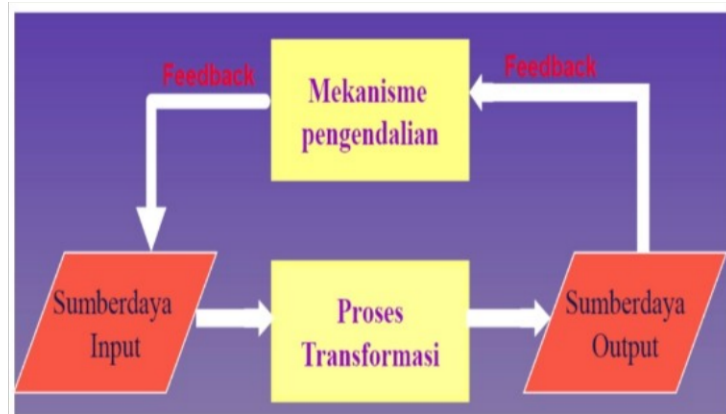 Feedback
Feedback
Mekanisme
pengendalian
Sumberdaya
Input
Proses
Transformasi
Sumberdaya
Output